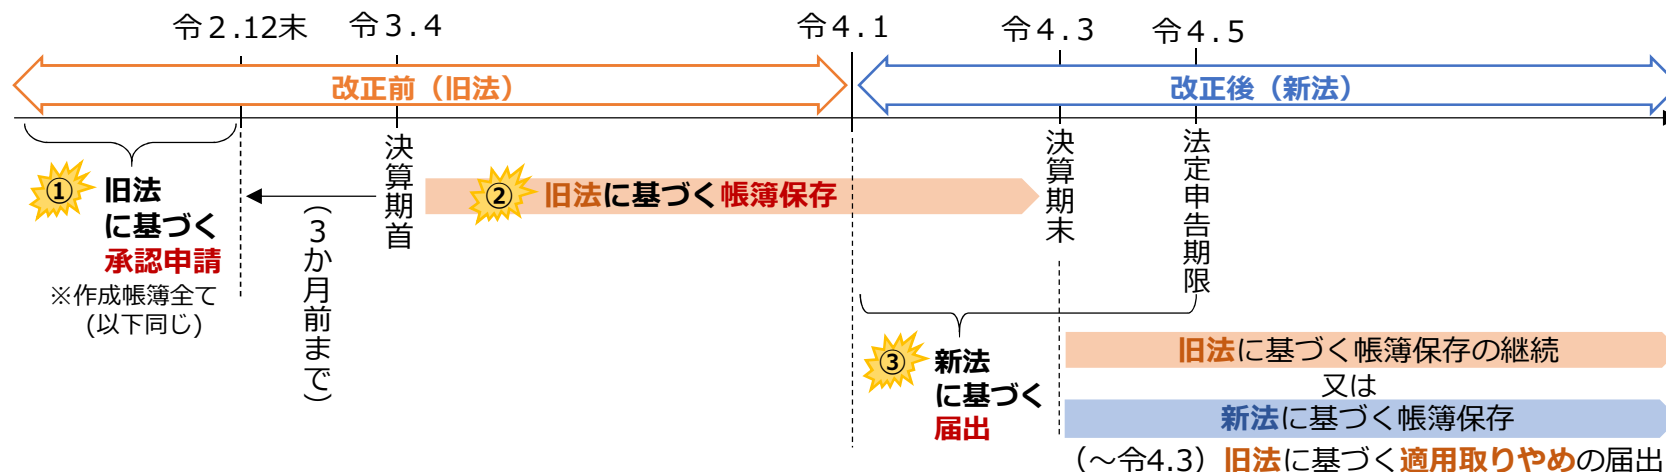 令２.12末
令３.４
令４.１
令４.３
令４.５
改正前（旧法）
改正後（新法）
①
旧法
に基づく
承認申請
※作成帳簿全て
(以下同じ)
（３か月前まで）
決算期首
②
旧法に基づく帳簿保存
決算期末
法定申告期限
③
新法
に基づく
届出
旧法に基づく帳簿保存の継続
又は
新法に基づく帳簿保存
（～令4.3）旧法に基づく適用取りやめの届出